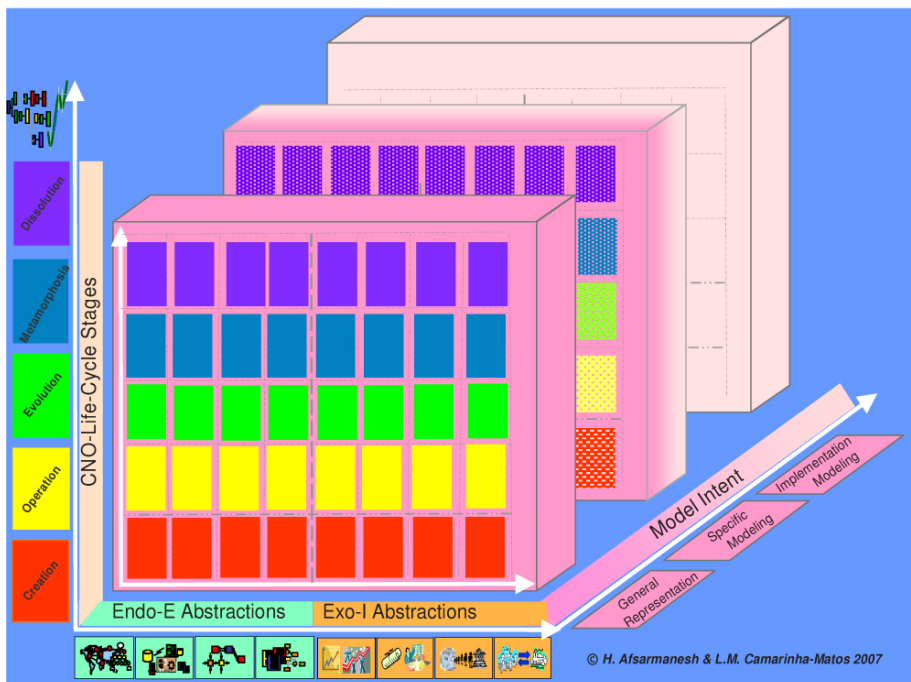 CNO-Life-Cycle Stages
Dissolution
Metamorphosis
Evolution
Operation
Creation
Endo-E Abstractions
Exo-I Abstractions
Model Intent
General
Representation
Specific
Modeling
Implementation
Modeling
© H. Afsarmanesh & L.M. Camarinha-Matos 2007